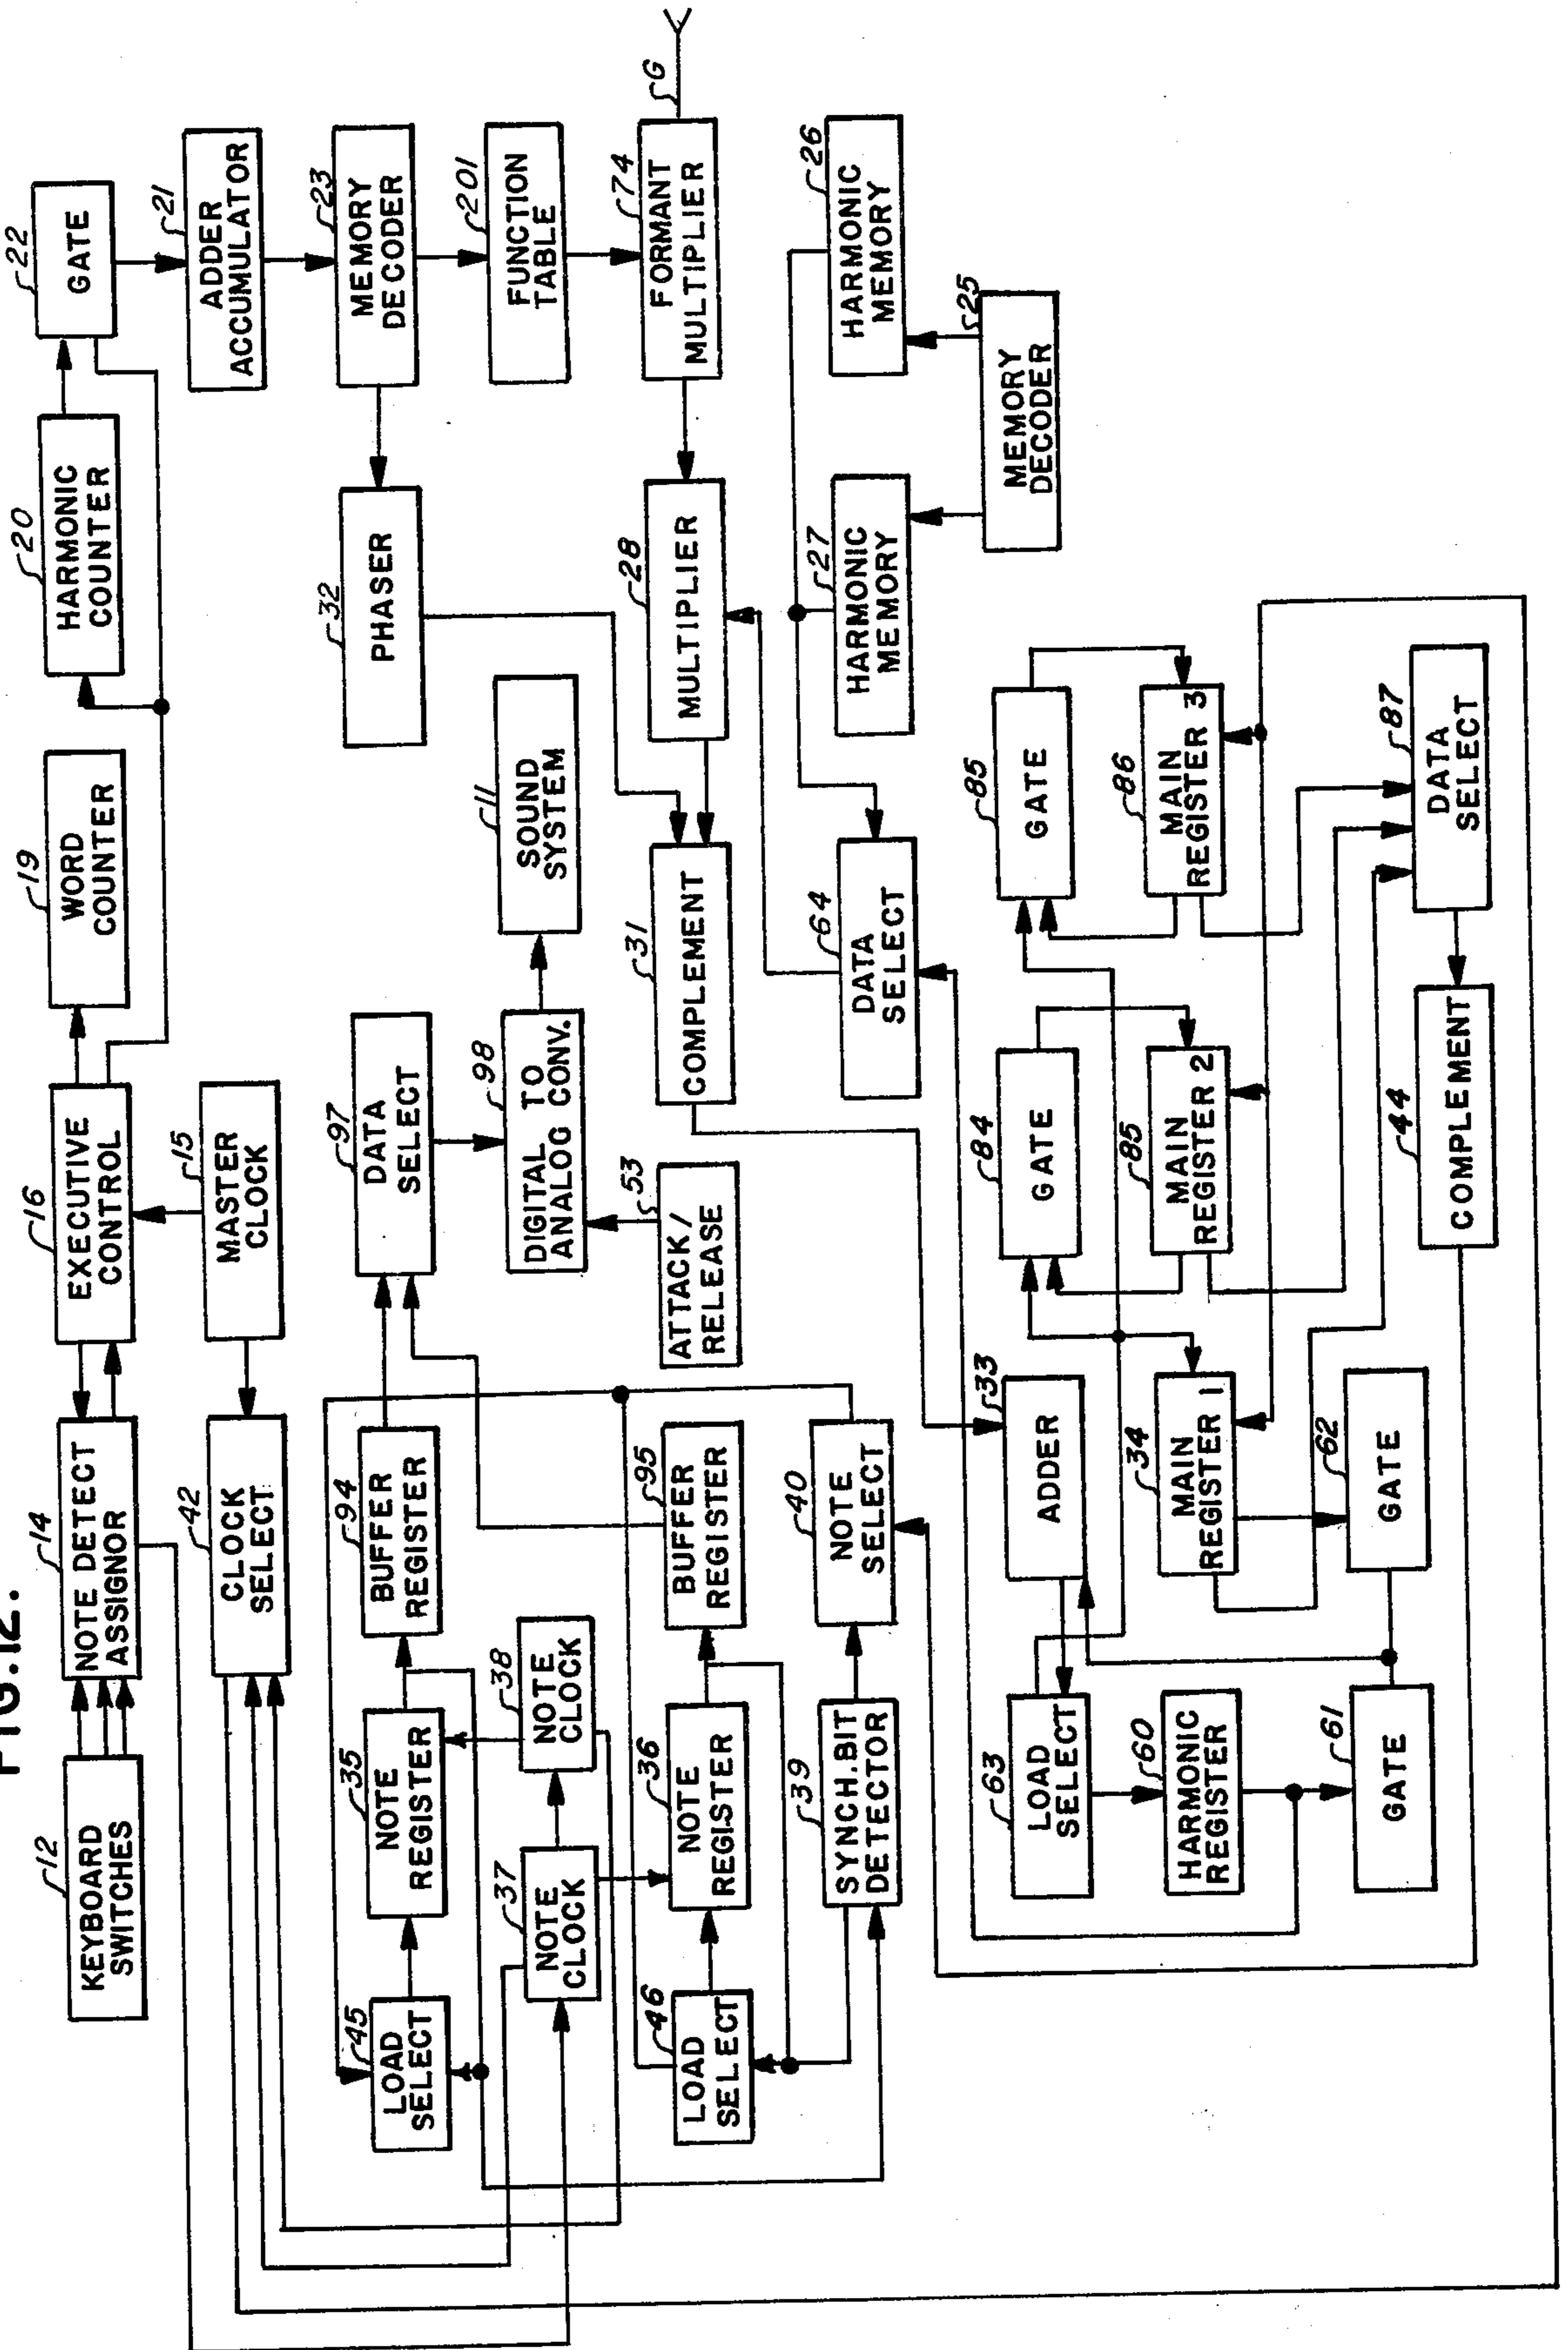 FIG.12.
12
KEYBOARD
SWITCHES
14
NOTE DETECT
ASSIGNOR
16
EXECUTIVE
CONTROL
19
WORD
COUNTER
20
HARMONIC
COUNTER
22
GATE
42
CLOCK
SELECT
15
MASTER
CLOCK
21
ADDER
ACCUMULATOR
45
LOAD
SELECT
35
NOTE
REGISTER
94
BUFFER
REGISTER
97
DATA
SELECT
32
PHASER
23
MEMORY
DECODER
37
NOTE
CLOCK
38
NOTE
CLOCK
98
DIGITAL TO
ANALOG CONV.
11
SOUND
SYSTEM
201
FUNCTION
TABLE
46
LOAD
SELECT
36
NOTE
REGISTER
95
BUFFER
REGISTER
53
ATTACK/
RELEASE
31
COMPLEMENT
28
MULTIPLIER
74
FORMANT
MULTIPLIER
G
39
SYNCH.BIT
DETECTOR
40
NOTE
SELECT
64
DATA
SELECT
27
HARMONIC
MEMORY
26
HARMONIC
MEMORY
25
MEMORY
DECODER
63
LOAD
SELECT
33
ADDER
84
GATE
85
GATE
60
HARMONIC
REGISTER
34
MAIN
REGISTER 1
85
MAIN
REGISTER 2
86
MAIN
REGISTER 3
61
GATE
62
GATE
44
COMPLEMENT
87
DATA
SELECT